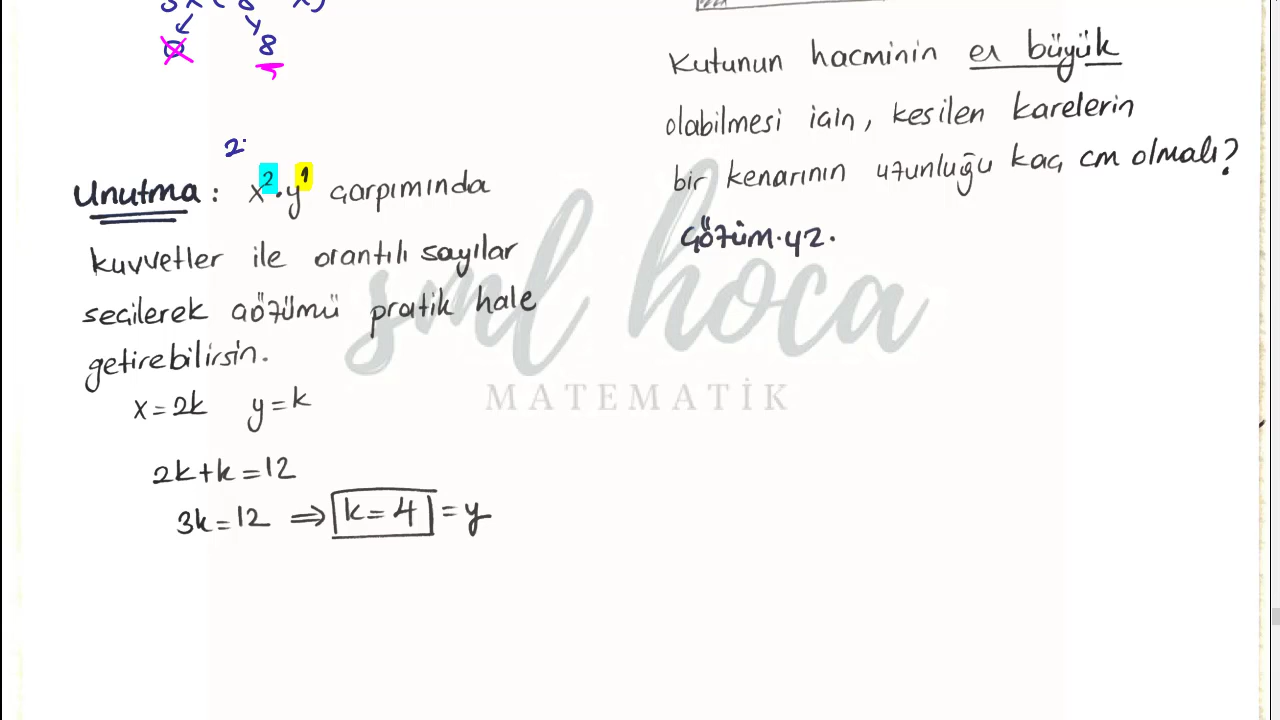 8
Unutma : x²·y¹ çarpımında
kuvvetler ile orantılı sayılar
seçilerek çözümü pratik hale
getirebilirsin.
x=2k y=k
2k+k=12
3k=12 ⇒ k=4 =y
Kutunun hacminin en büyük
olabilmesi için, kesilen karelerin
bir kenarının uzunluğu kaç cm olmalı?
Çözüm.
sml hoca
MATEMATİK